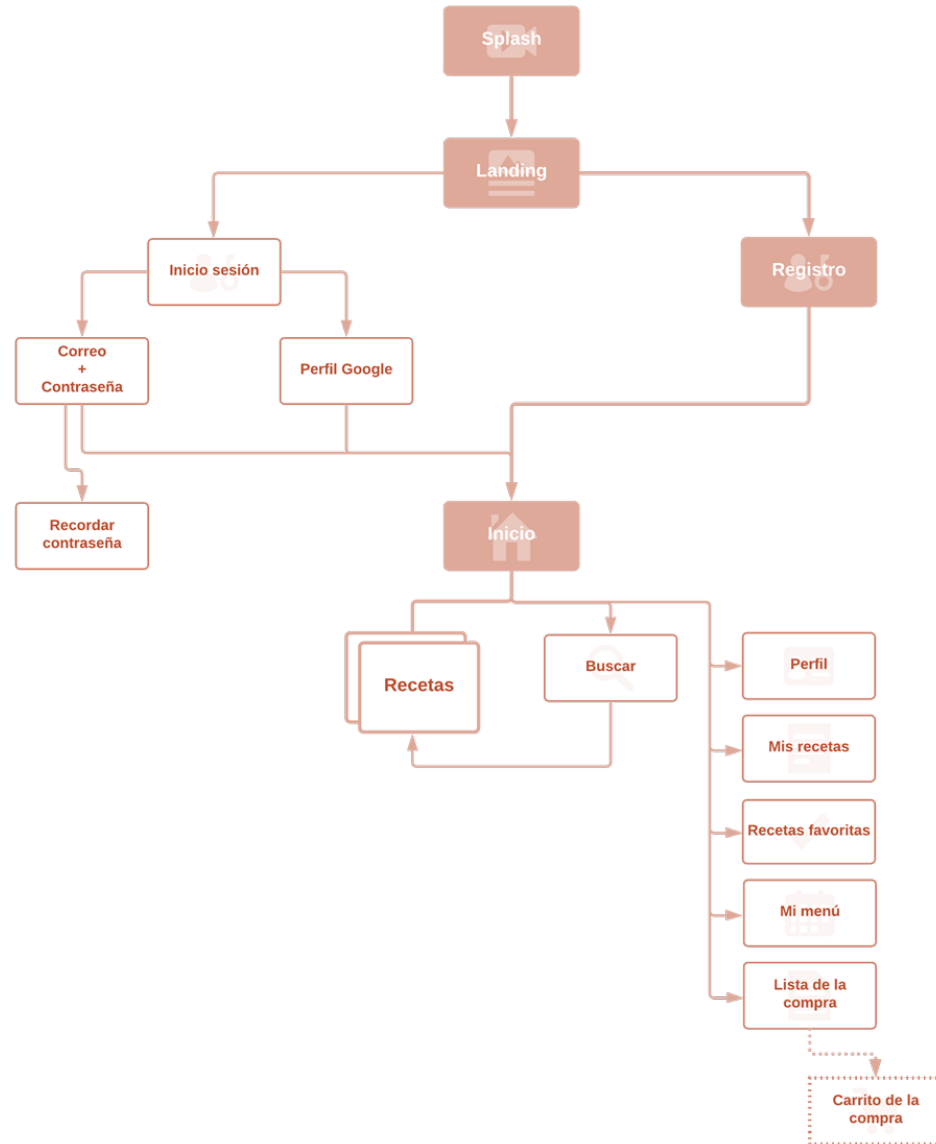 Splash
Landing
Inicio sesión
Registro
Correo
+
Contraseña
Perfil Google
Recordar
contraseña
Inicio
Recetas
Buscar
Perfil
Mis recetas
Recetas favoritas
Mi menú
Lista de la
compra
Carrito de la
compra